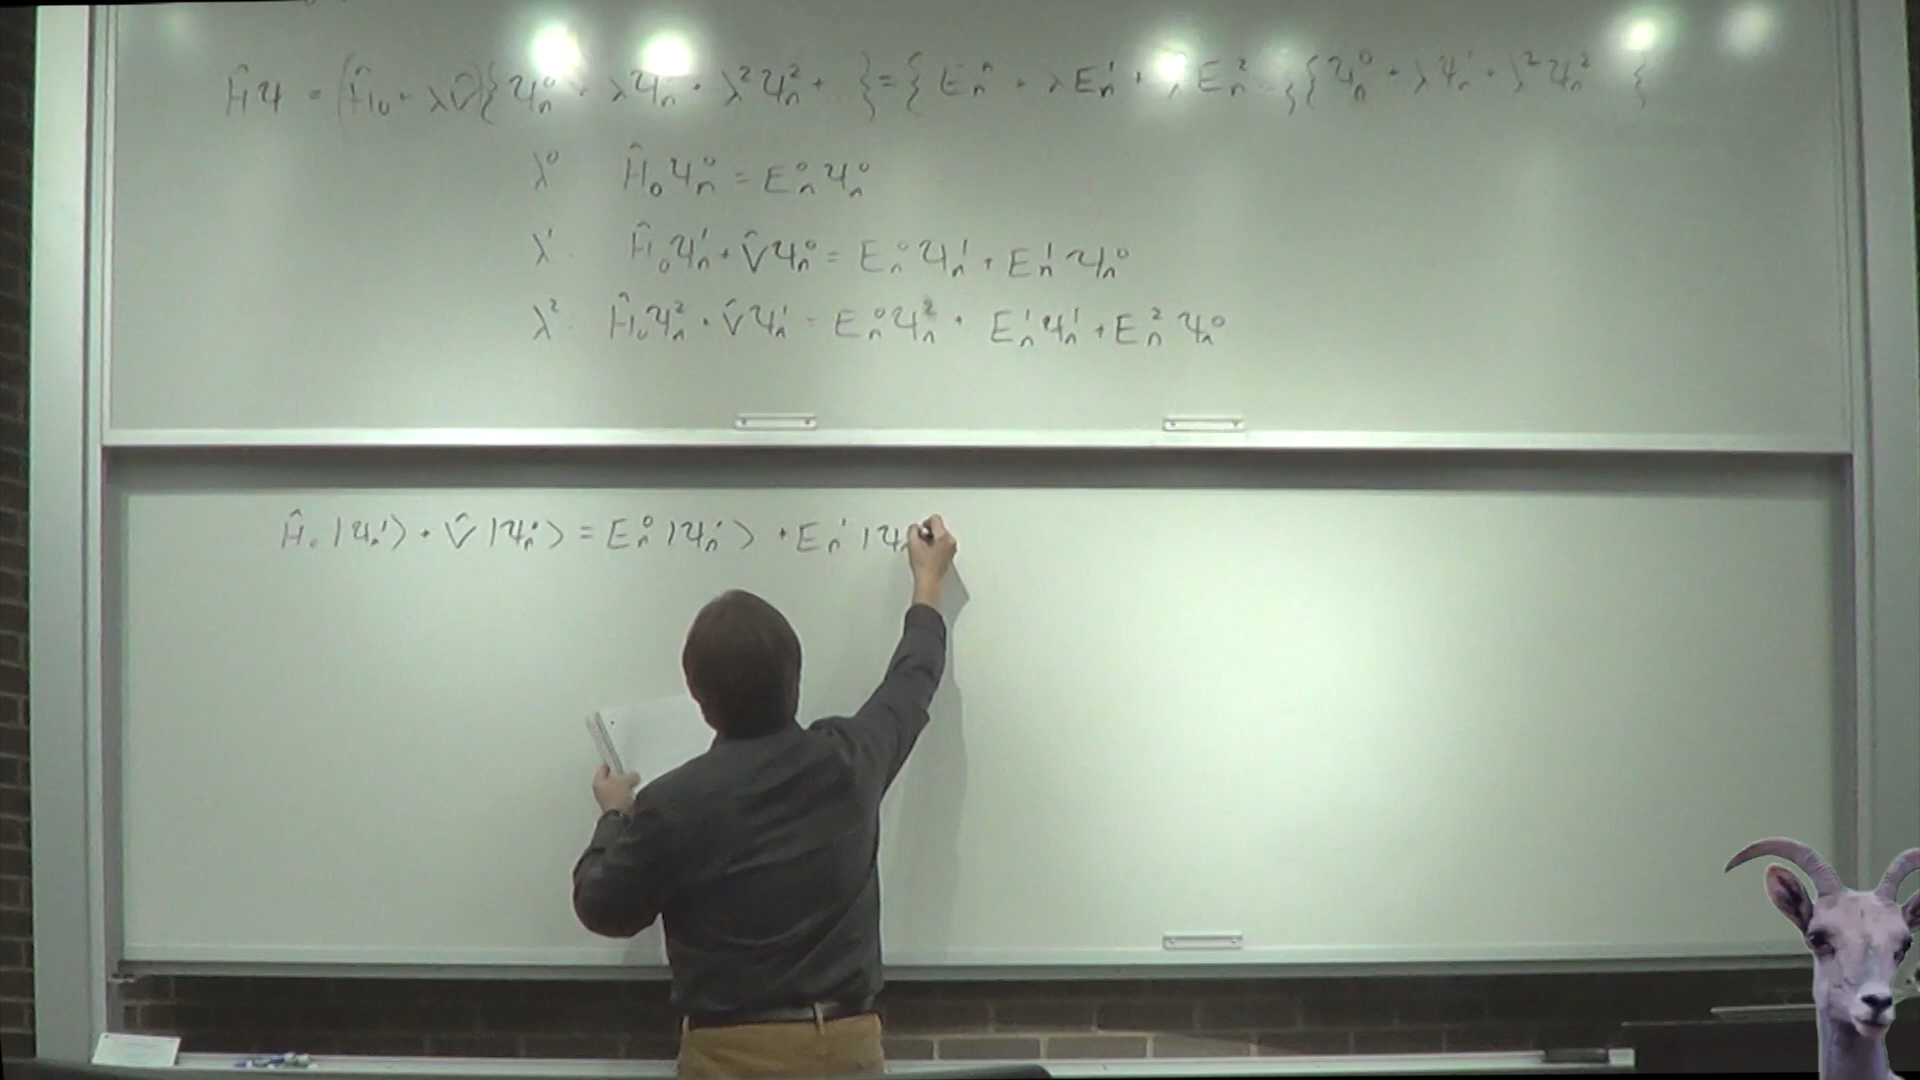 Ĥψ = (Ĥ₀ + λV̂){ψₙ⁰ + λψₙ¹ + λ²ψₙ² + }={Eₙ⁰ + λEₙ¹ + λ²Eₙ² }{ψₙ⁰ + λψₙ¹ + λ²ψₙ² }
λ⁰ Ĥ₀ψₙ⁰ = Eₙ⁰ψₙ⁰
λ¹ Ĥ₀ψₙ¹ + V̂ψₙ⁰ = Eₙ⁰ψₙ¹ + Eₙ¹ψₙ⁰
λ² Ĥ₀ψₙ² + V̂ψₙ¹ = Eₙ⁰ψₙ² + Eₙ¹ψₙ¹ + Eₙ²ψₙ⁰
Ĥ₀|ψₙ¹⟩ + V̂|ψₙ⁰⟩ = Eₙ⁰|ψₙ¹⟩ + Eₙ¹|ψₙ